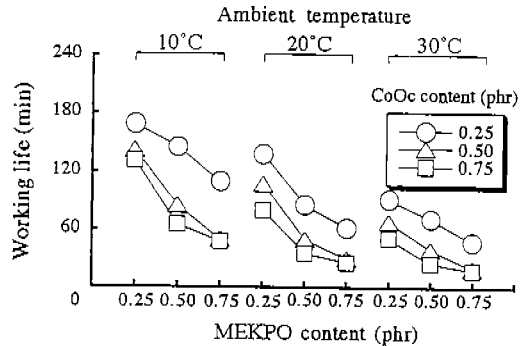 Ambient temperature
10˚C 20˚C 30˚C
240
180
120
60
0
Working life (min)
CoOc content (phr)
0.25
0.50
0.75
0.25 0.50 0.75 0.25 0.50 0.75 0.25 0.50 0.75
MEKPO content (phr)